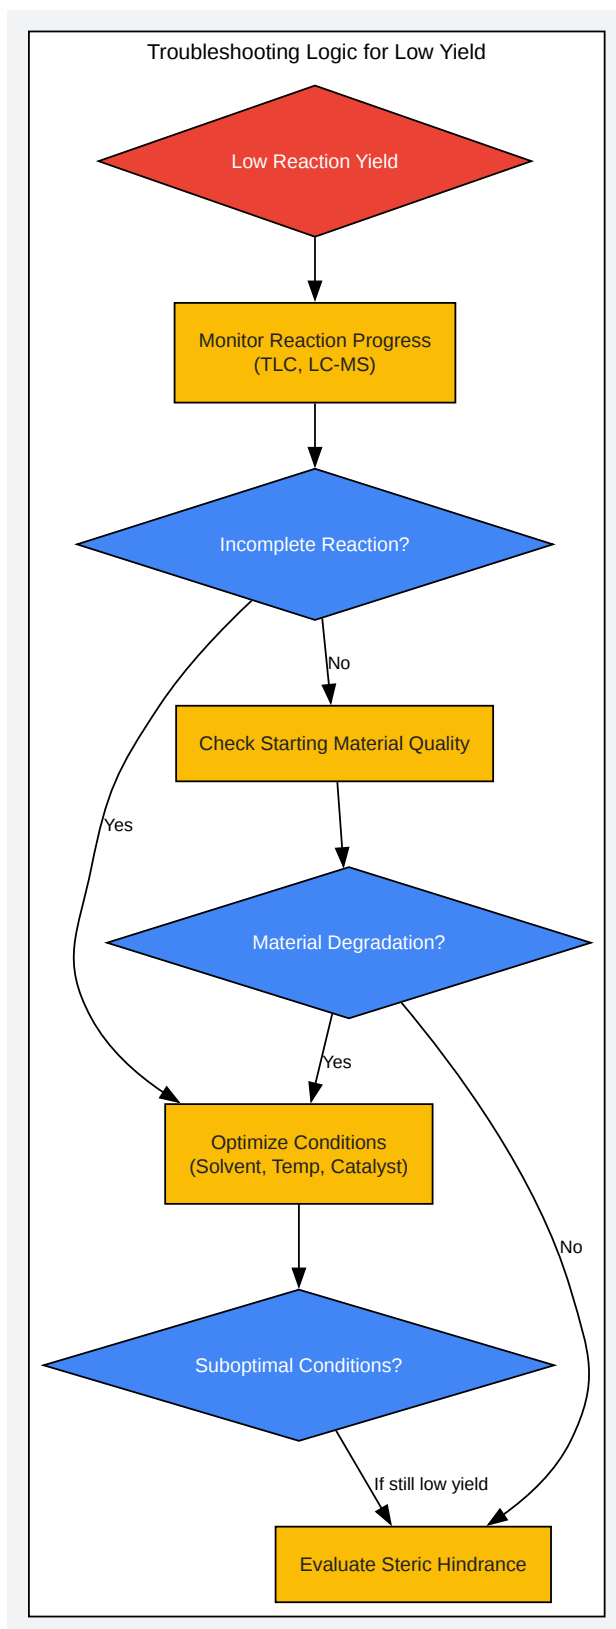 Troubleshooting Logic for Low Yield
Low Reaction Yield
Monitor Reaction Progress
(TLC, LC-MS)
Incomplete Reaction?
No
Check Starting Material Quality
Yes
Material Degradation?
Yes
Optimize Conditions
(Solvent, Temp, Catalyst)
No
Suboptimal Conditions?
If still low yield
Evaluate Steric Hindrance